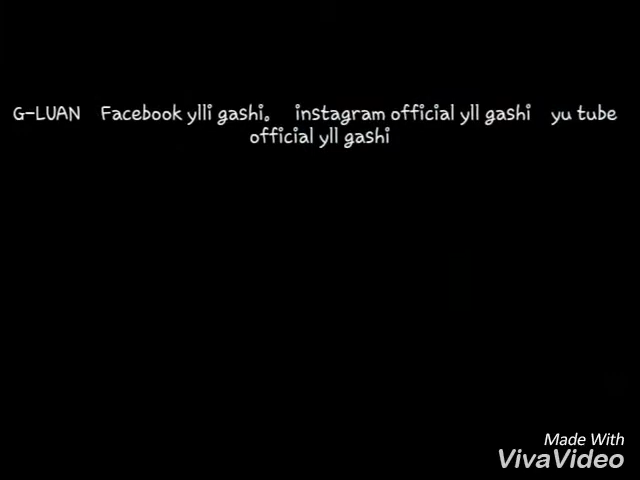 G-LUAN Facebook ylli gashi。 instagram official yll gashi yu tube
official yll gashi
Made With
VivaVideo